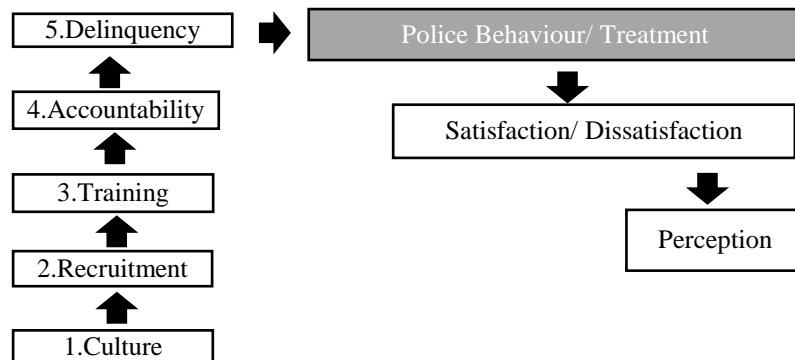 5.Delinquency
Police Behaviour/ Treatment
4.Accountability
Satisfaction/ Dissatisfaction
3.Training
Perception
2.Recruitment
1.Culture